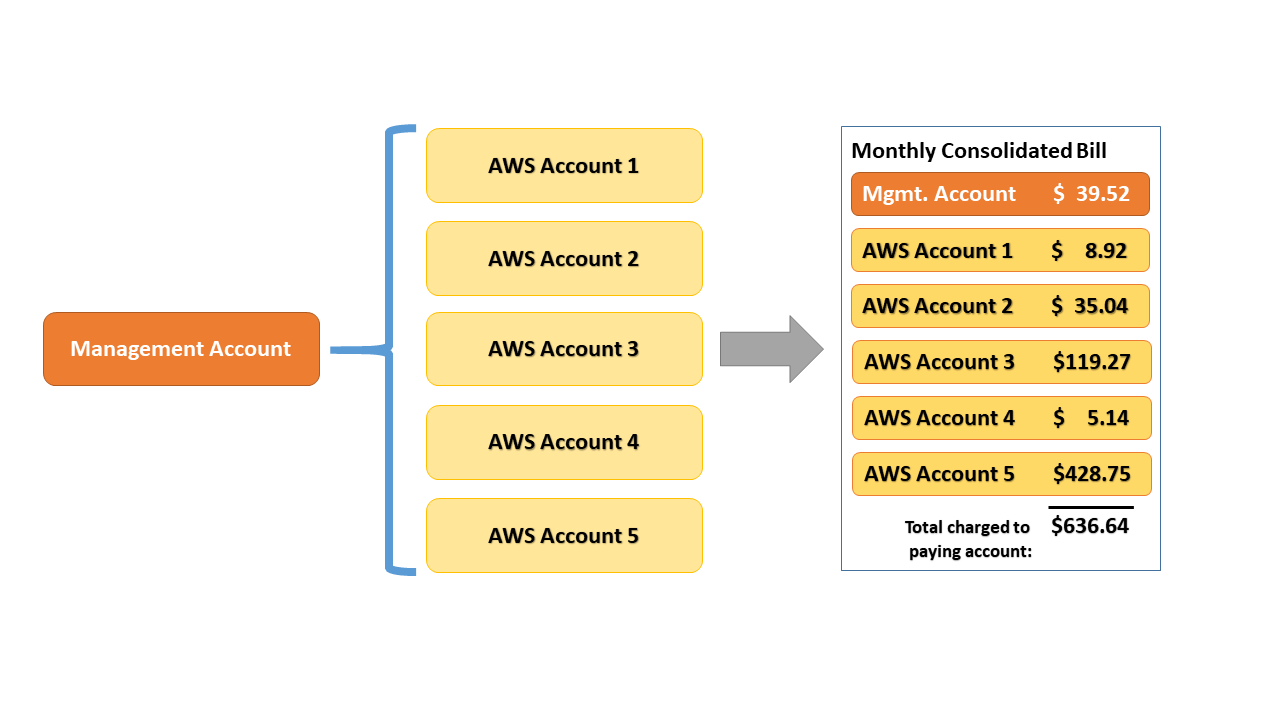 Management Account
AWS Account 1
AWS Account 2
AWS Account 3
AWS Account 4
AWS Account 5
Monthly Consolidated Bill
Mgmt. Account $ 39.52
AWS Account 1 $ 8.92
AWS Account 2 $ 35.04
AWS Account 3 $119.27
AWS Account 4 $ 5.14
AWS Account 5 $428.75
Total charged to $636.64
paying account: